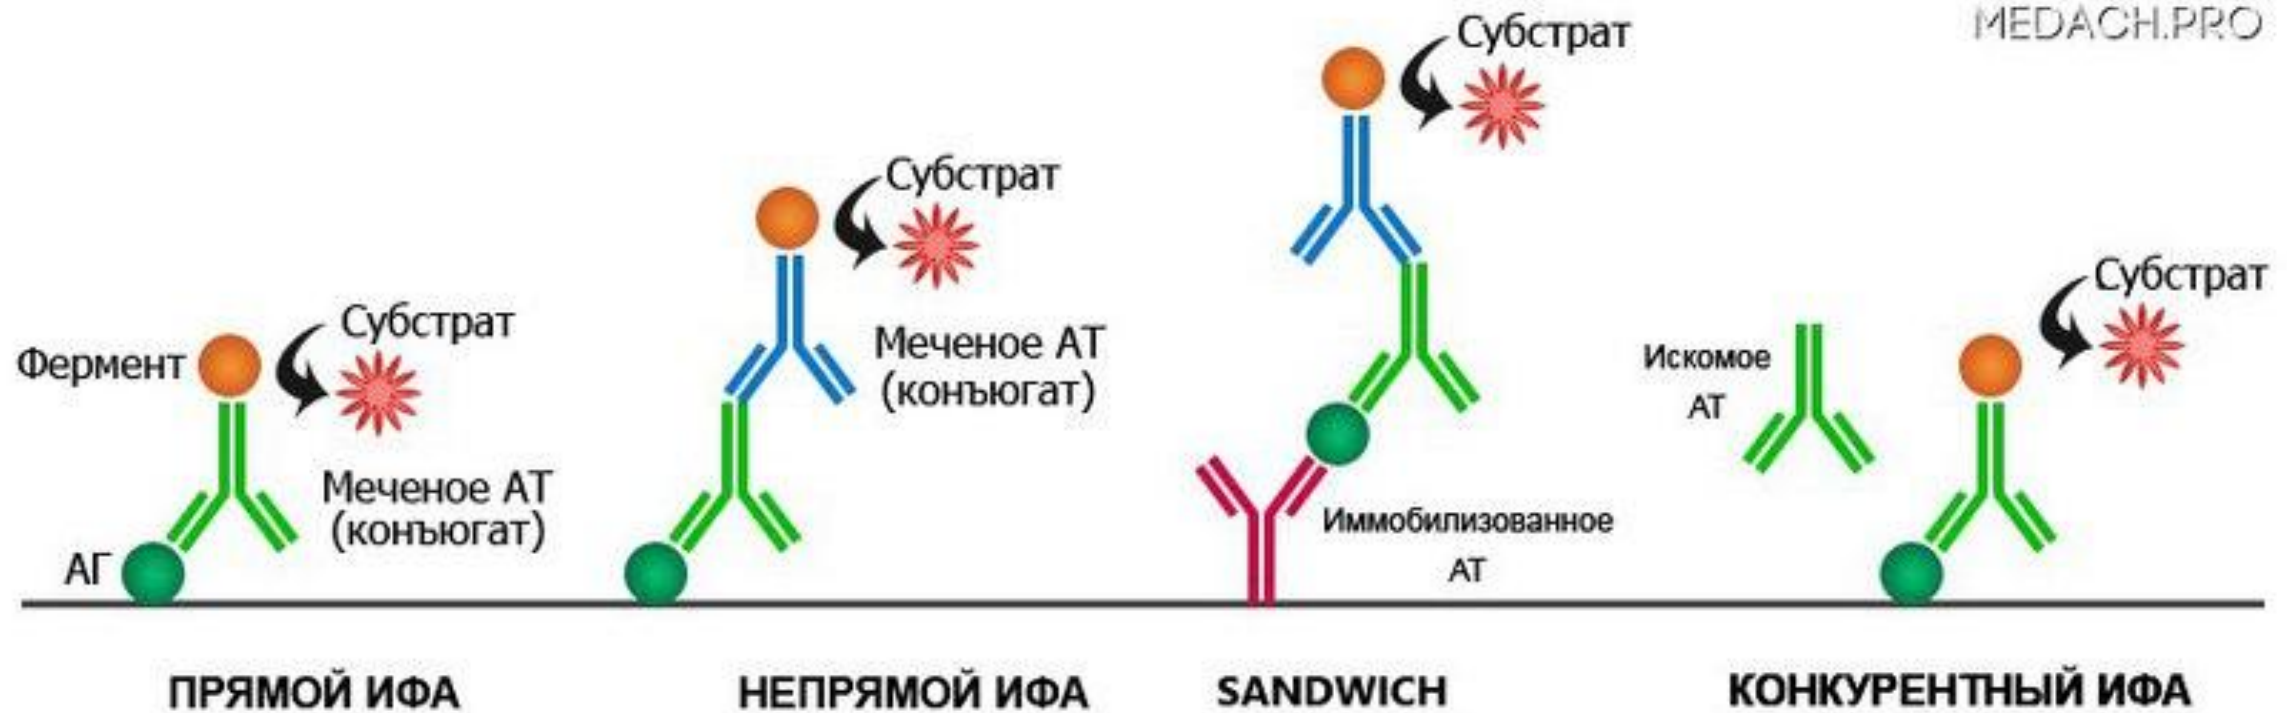 MEDACH.PRO
Фермент
Субстрат
Меченое АТ
(конъюгат)
АГ
ПРЯМОЙ ИФА
Субстрат
Меченое АТ
(конъюгат)
НЕПРЯМОЙ ИФА
Субстрат
Иммобилизованное
АТ
SANDWICH
Искомое
АТ
Субстрат
КОНКУРЕНТНЫЙ ИФА